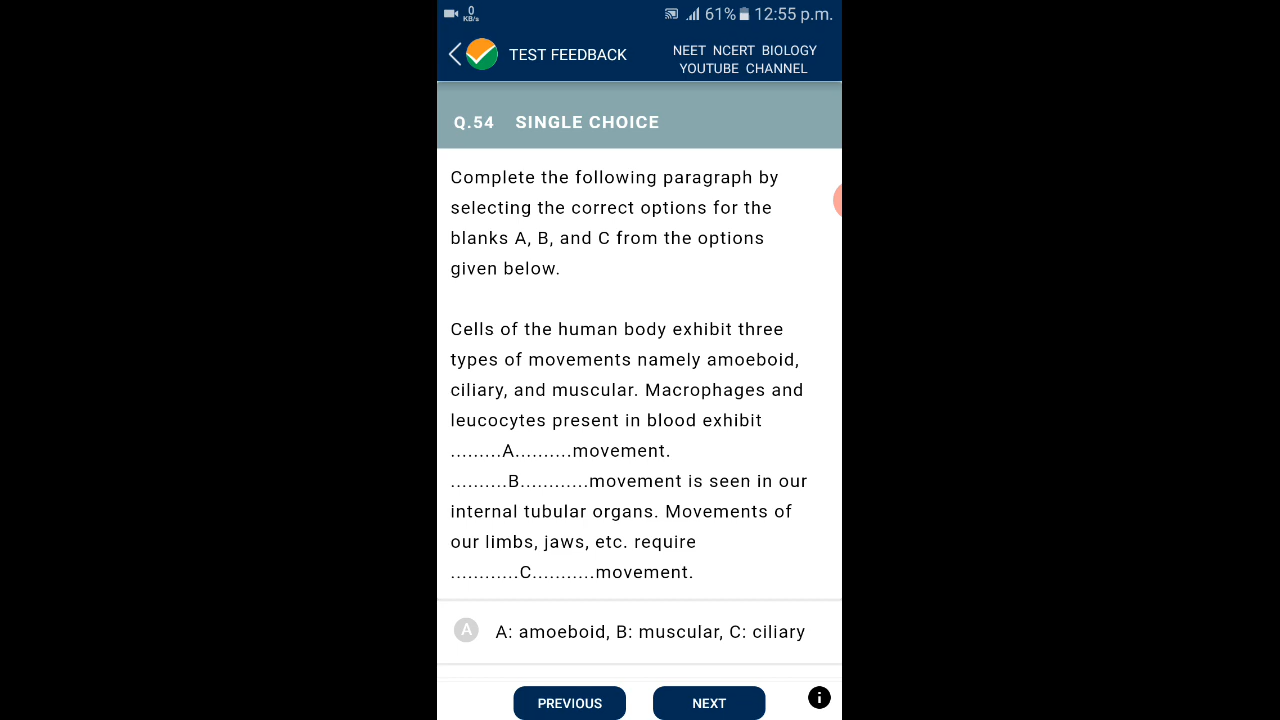 0
KB/s
61% 12:55 p.m.
TEST FEEDBACK
NEET NCERT BIOLOGY
YOUTUBE CHANNEL
Q.54 SINGLE CHOICE
Complete the following paragraph by
selecting the correct options for the
blanks A, B, and C from the options
given below.
Cells of the human body exhibit three
types of movements namely amoeboid,
ciliary, and muscular. Macrophages and
leucocytes present in blood exhibit
.........A..........movement.
..........B............movement is seen in our
internal tubular organs. Movements of
our limbs, jaws, etc. require
............C...........movement.
A A: amoeboid, B: muscular, C: ciliary
PREVIOUS NEXT i